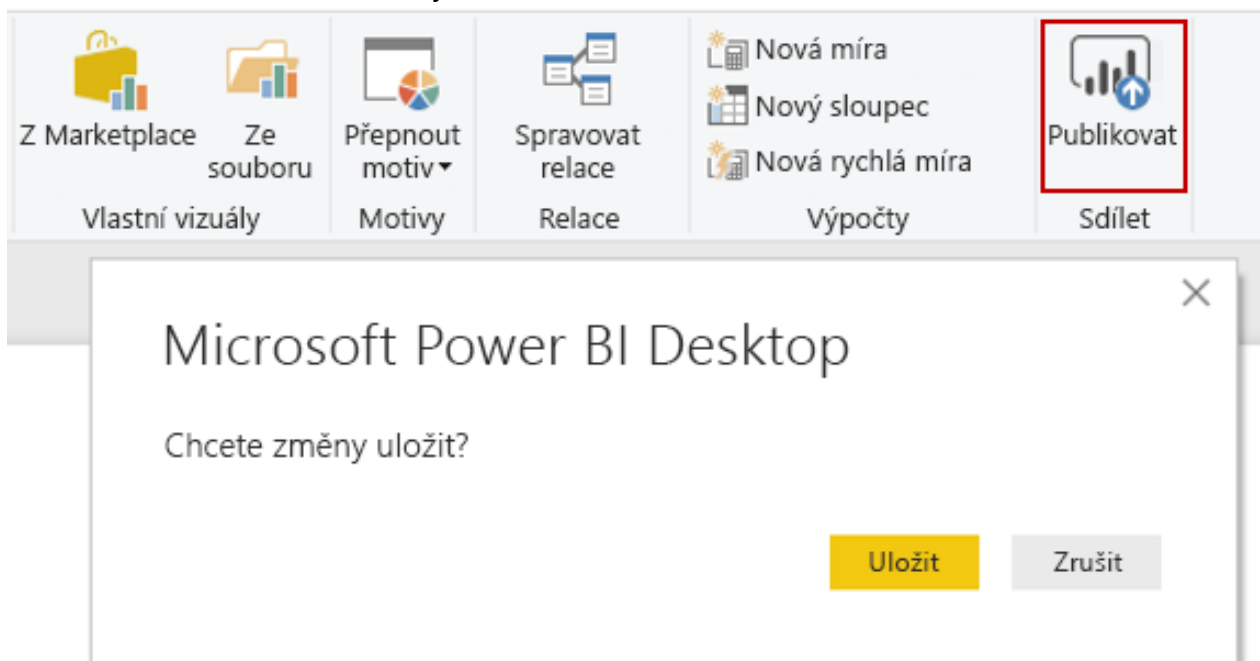 Nová míra
Nový sloupec
Z Marketplace
Ze souboru
Přepnout motiv
Spravovat relace
Nová rychlá míra
Publikovat
Vlastní vizuály
Motivy
Relace
Výpočty
Sdílet
Microsoft Power BI Desktop
Chcete změny uložit?
Uložit
Zrušit